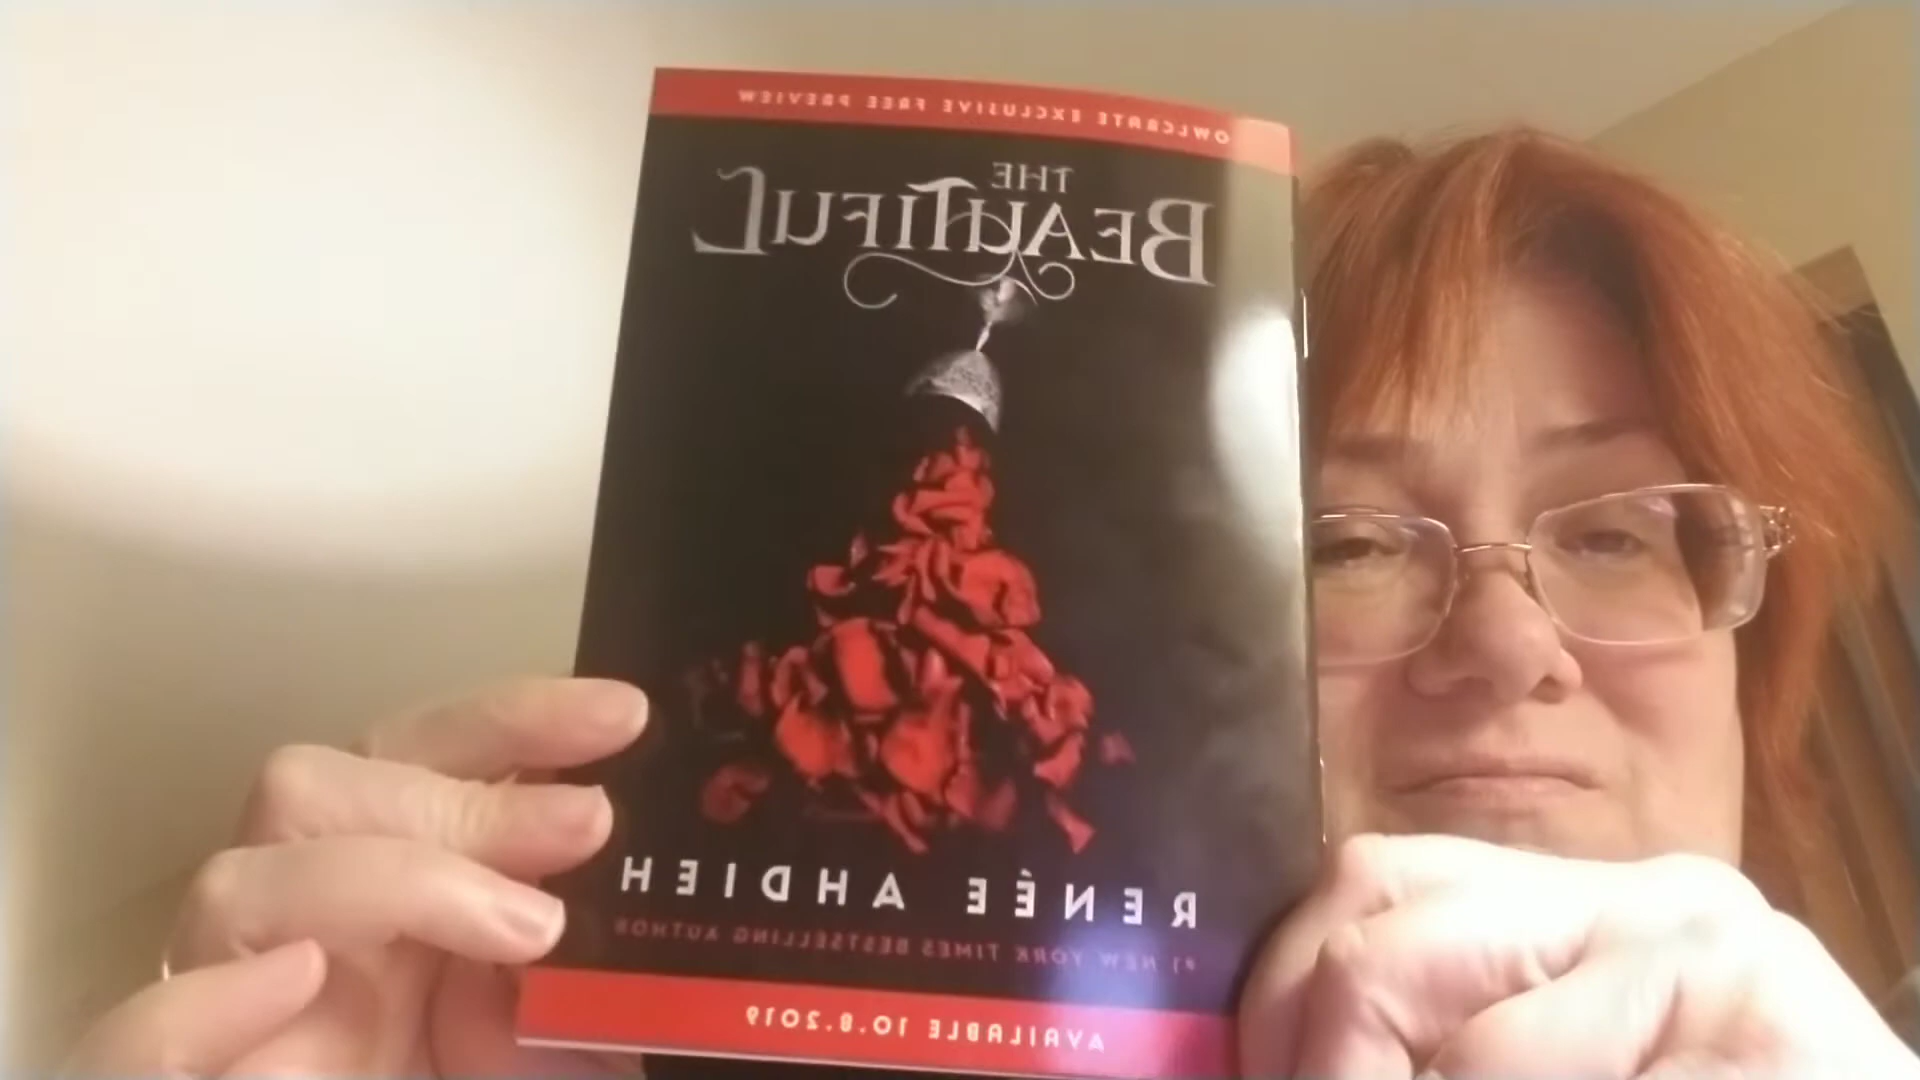 OWLCRATE EXCLUSIVE FREE PREVIEW
THE
BEAUTIFUL
RENÉE AHDIEH
#1 NEW YORK TIMES BESTSELLING AUTHOR
AVAILABLE 10.8.2019